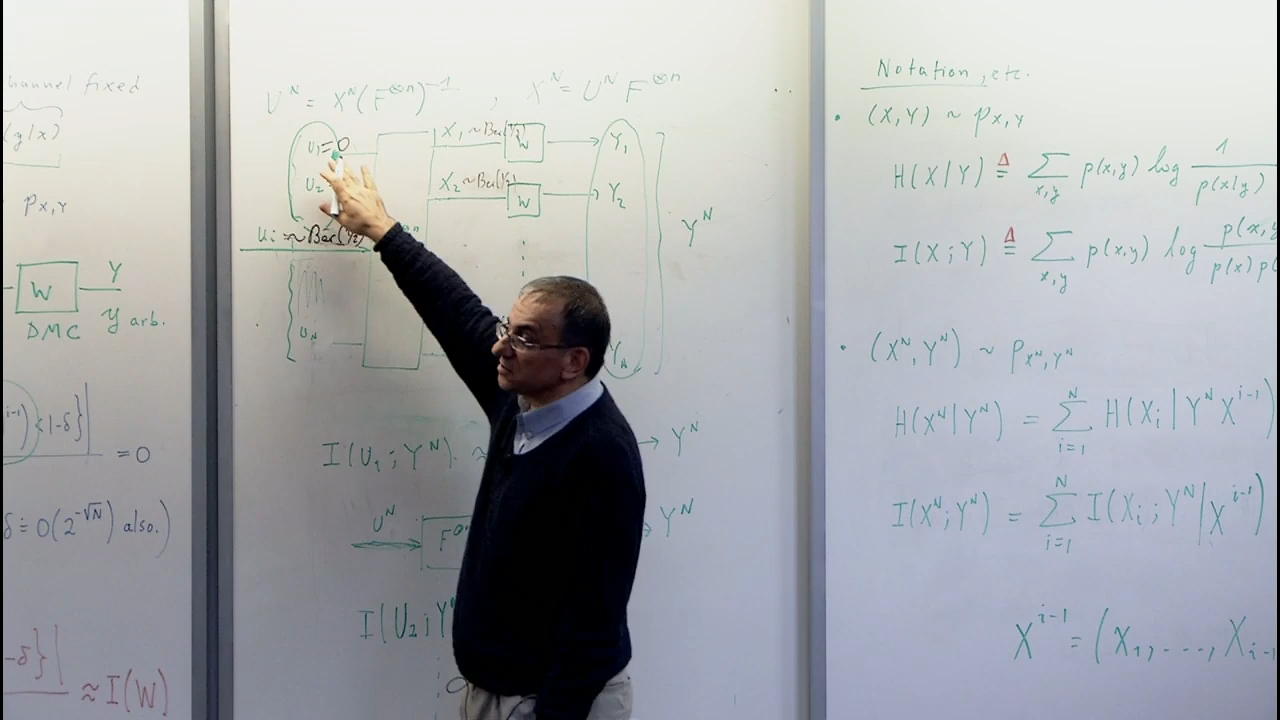 hannel fixed
(y|x)
P_{X,Y}
W
Y
DMC
𝒴 arb.
i-1) < 1-δ}|
= 0
δ = O(2^{-√N}) also.)
-δ}|
≈ I(W)
U^N = X^N (F^{⊗n})^{-1} , X^N = U^N F^{⊗n}
U_1 = 0
X_1 ~ Ber(1/2)
W
Y_1
U_2
X_2 ~ Ber(1/2)
W
Y_2
Y^N
U_i ~ Ber(1/2)
U_N
Y_N
I(U_1 ; Y^N) ≈
→ Y^N
U^N
F
Y^N
I(U_2 ; Y
Notation, etc.
• (X,Y) ~ p_{X,Y}
H(X|Y) ≜ Σ_{x,y} p(x,y) log 1/p(x|y)
I(X;Y) ≜ Σ_{x,y} p(x,y) log p(x,y / p(x)p(
• (X^N, Y^N) ~ p_{X^N,Y^N}
H(X^N|Y^N) = Σ_{i=1}^N H(X_i | Y^N X^{i-1})
I(X^N;Y^N) = Σ_{i=1}^N I(X_i ; Y^N | X^{i-1})
X^{i-1} = (X_1, ..., X_{i-1}